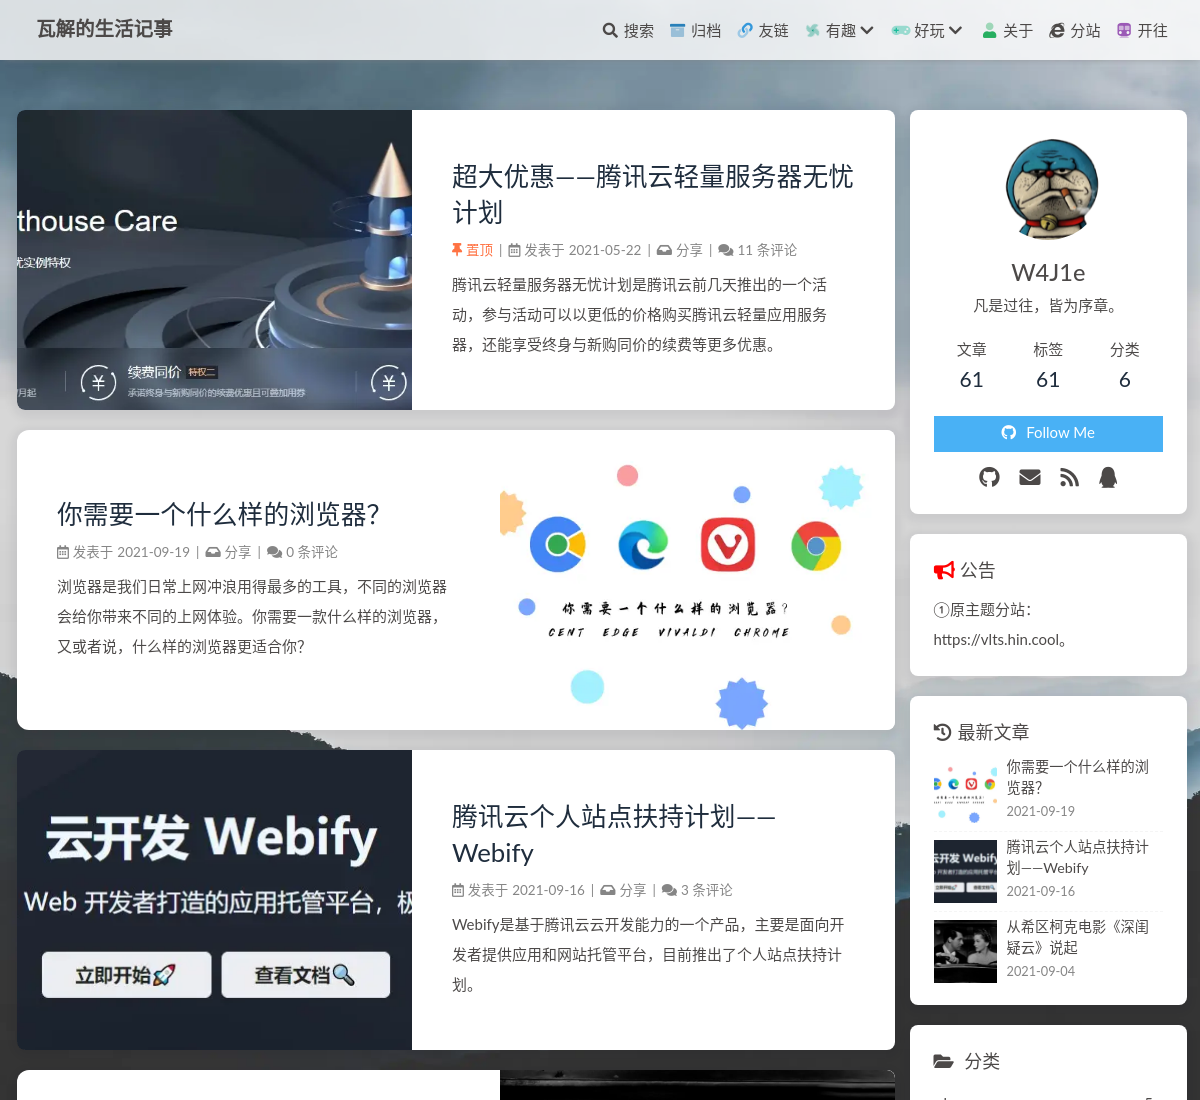 瓦解的生活记事
搜索 归档 友链 有趣 好玩 关于 分站 开往
thouse Care
尤实例特权
/月起
续费同价 特权二
承诺终身与新购同价的续费优惠且可叠加用券
超大优惠——腾讯云轻量服务器无忧
计划
置顶 | 发表于 2021-05-22 | 分享 | 11 条评论
腾讯云轻量服务器无忧计划是腾讯云前几天推出的一个活
动，参与活动可以以更低的价格购买腾讯云轻量应用服务
器，还能享受终身与新购同价的续费等更多优惠。
你需要一个什么样的浏览器？
发表于 2021-09-19 | 分享 | 0 条评论
浏览器是我们日常上网冲浪用得最多的工具，不同的浏览器
会给你带来不同的上网体验。你需要一款什么样的浏览器，
又或者说，什么样的浏览器更适合你？
你需要一个什么样的浏览器？
CENT EDGE VIVALDI CHROME
云开发 Webify
Web 开发者打造的应用托管平台，极
立即开始 查看文档
腾讯云个人站点扶持计划——
Webify
发表于 2021-09-16 | 分享 | 3 条评论
Webify是基于腾讯云云开发能力的一个产品，主要是面向开
发者提供应用和网站托管平台，目前推出了个人站点扶持计
划。
W4J1e
凡是过往，皆为序章。
文章 标签 分类
61 61 6
Follow Me
公告
①原主题分站：
https://vlts.hin.cool。
最新文章
你需要一个什么样的浏
览器？
2021-09-19
腾讯云个人站点扶持计
划——Webify
2021-09-16
从希区柯克电影《深闺
疑云》说起
2021-09-04
分类